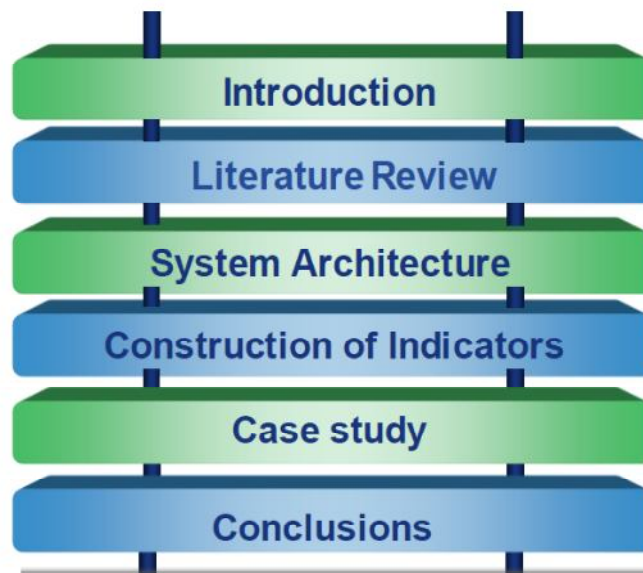 Introduction
Literature Review
System Architecture
Construction of Indicators
Case study
Conclusions